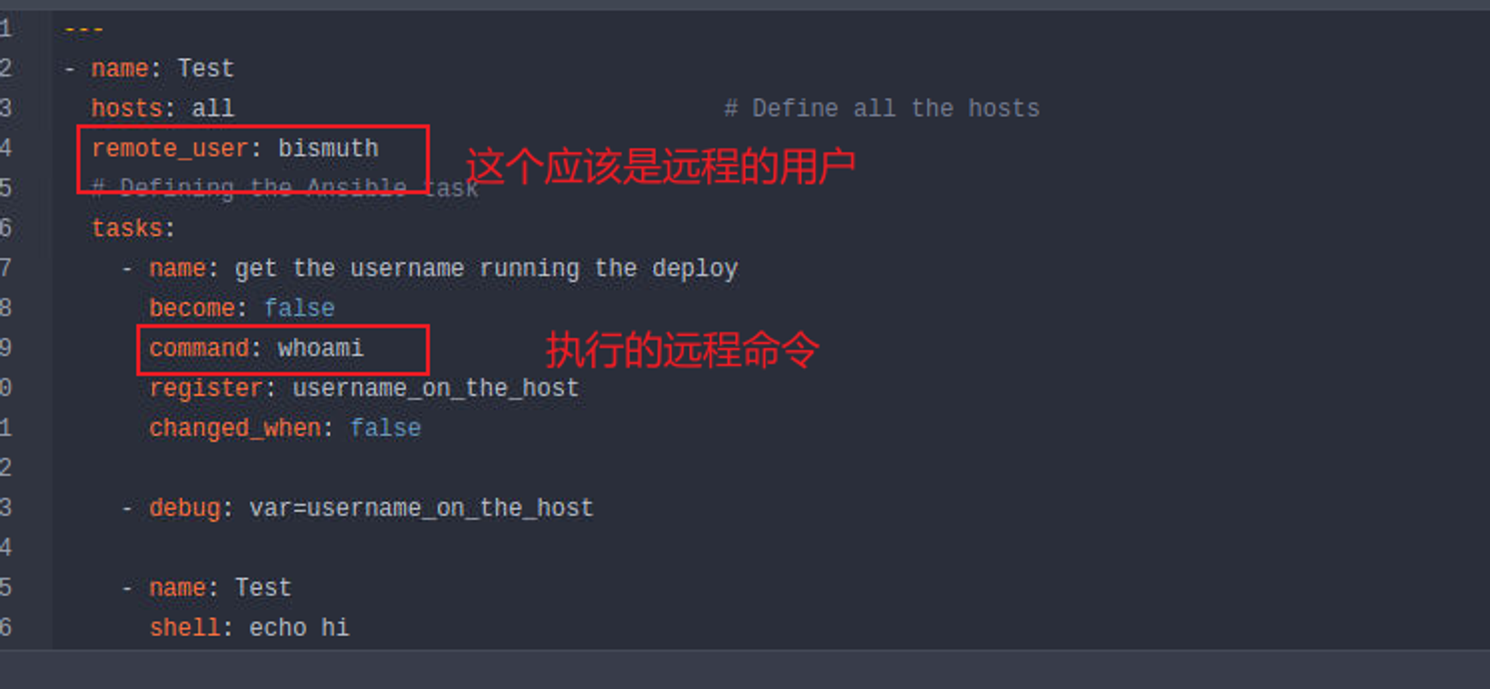 1 ---
2 - name: Test
3 hosts: all # Define all the hosts
4 remote_user: bismuth 这个应该是远程的用户
5 # Defining the Ansible task
6 tasks:
7 - name: get the username running the deploy
8 become: false
9 command: whoami 执行的远程命令
0 register: username_on_the_host
1 changed_when: false
2
3 - debug: var=username_on_the_host
4
5 - name: Test
6 shell: echo hi